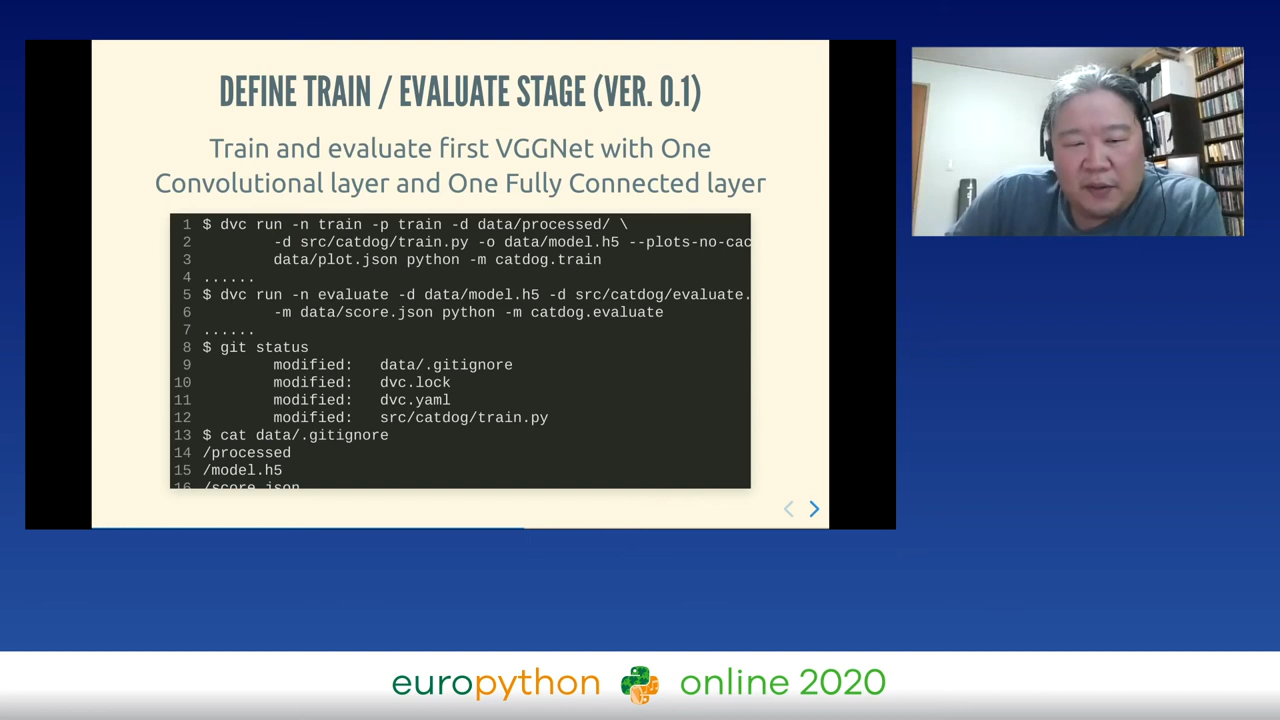 DEFINE TRAIN / EVALUATE STAGE (VER. 0.1)
Train and evaluate first VGGNet with One
Convolutional layer and One Fully Connected layer
1 $ dvc run -n train -p train -d data/processed/ \
2 -d src/catdog/train.py -o data/model.h5 --plots-no-cac
3 data/plot.json python -m catdog.train
4 ......
5 $ dvc run -n evaluate -d data/model.h5 -d src/catdog/evaluate.
6 -m data/score.json python -m catdog.evaluate
7 ......
8 $ git status
9 modified: data/.gitignore
10 modified: dvc.lock
11 modified: dvc.yaml
12 modified: src/catdog/train.py
13 $ cat data/.gitignore
14 /processed
15 /model.h5
16 /score.json
europython online 2020